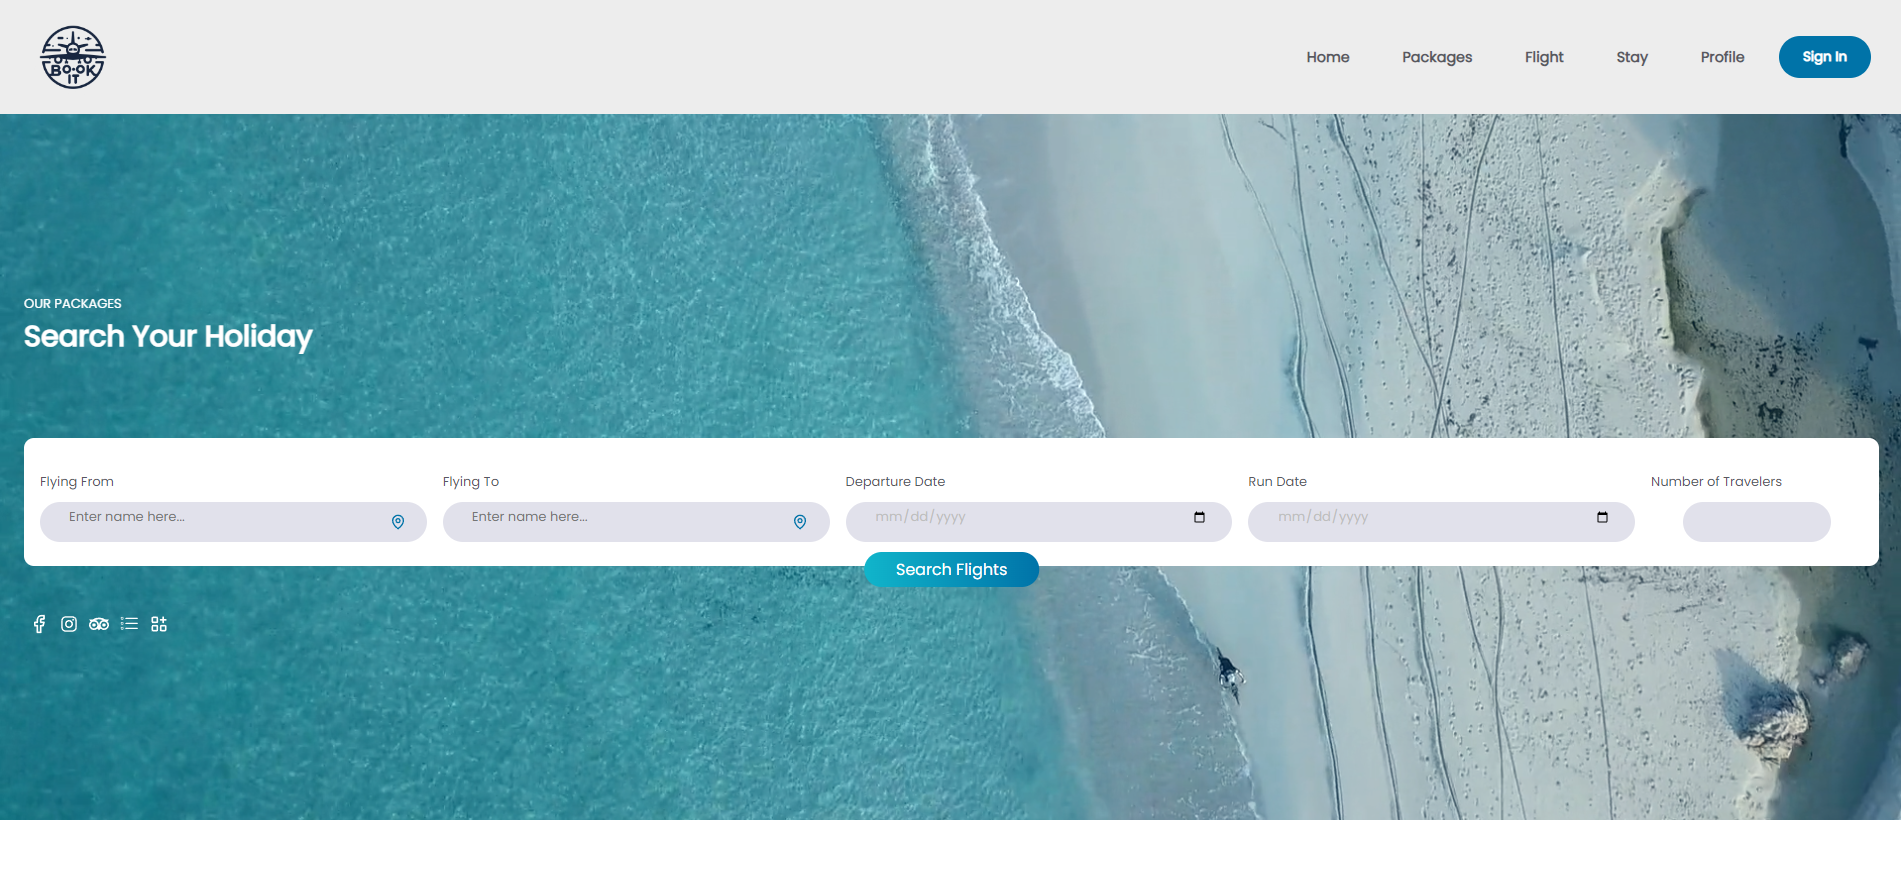 BO-OK
IT
Home Packages Flight Stay Profile Sign In
OUR PACKAGES
Search Your Holiday
Flying From Flying To Departure Date Run Date Number of Travelers
Enter name here... Enter name here... mm/dd/yyyy mm/dd/yyyy
Search Flights